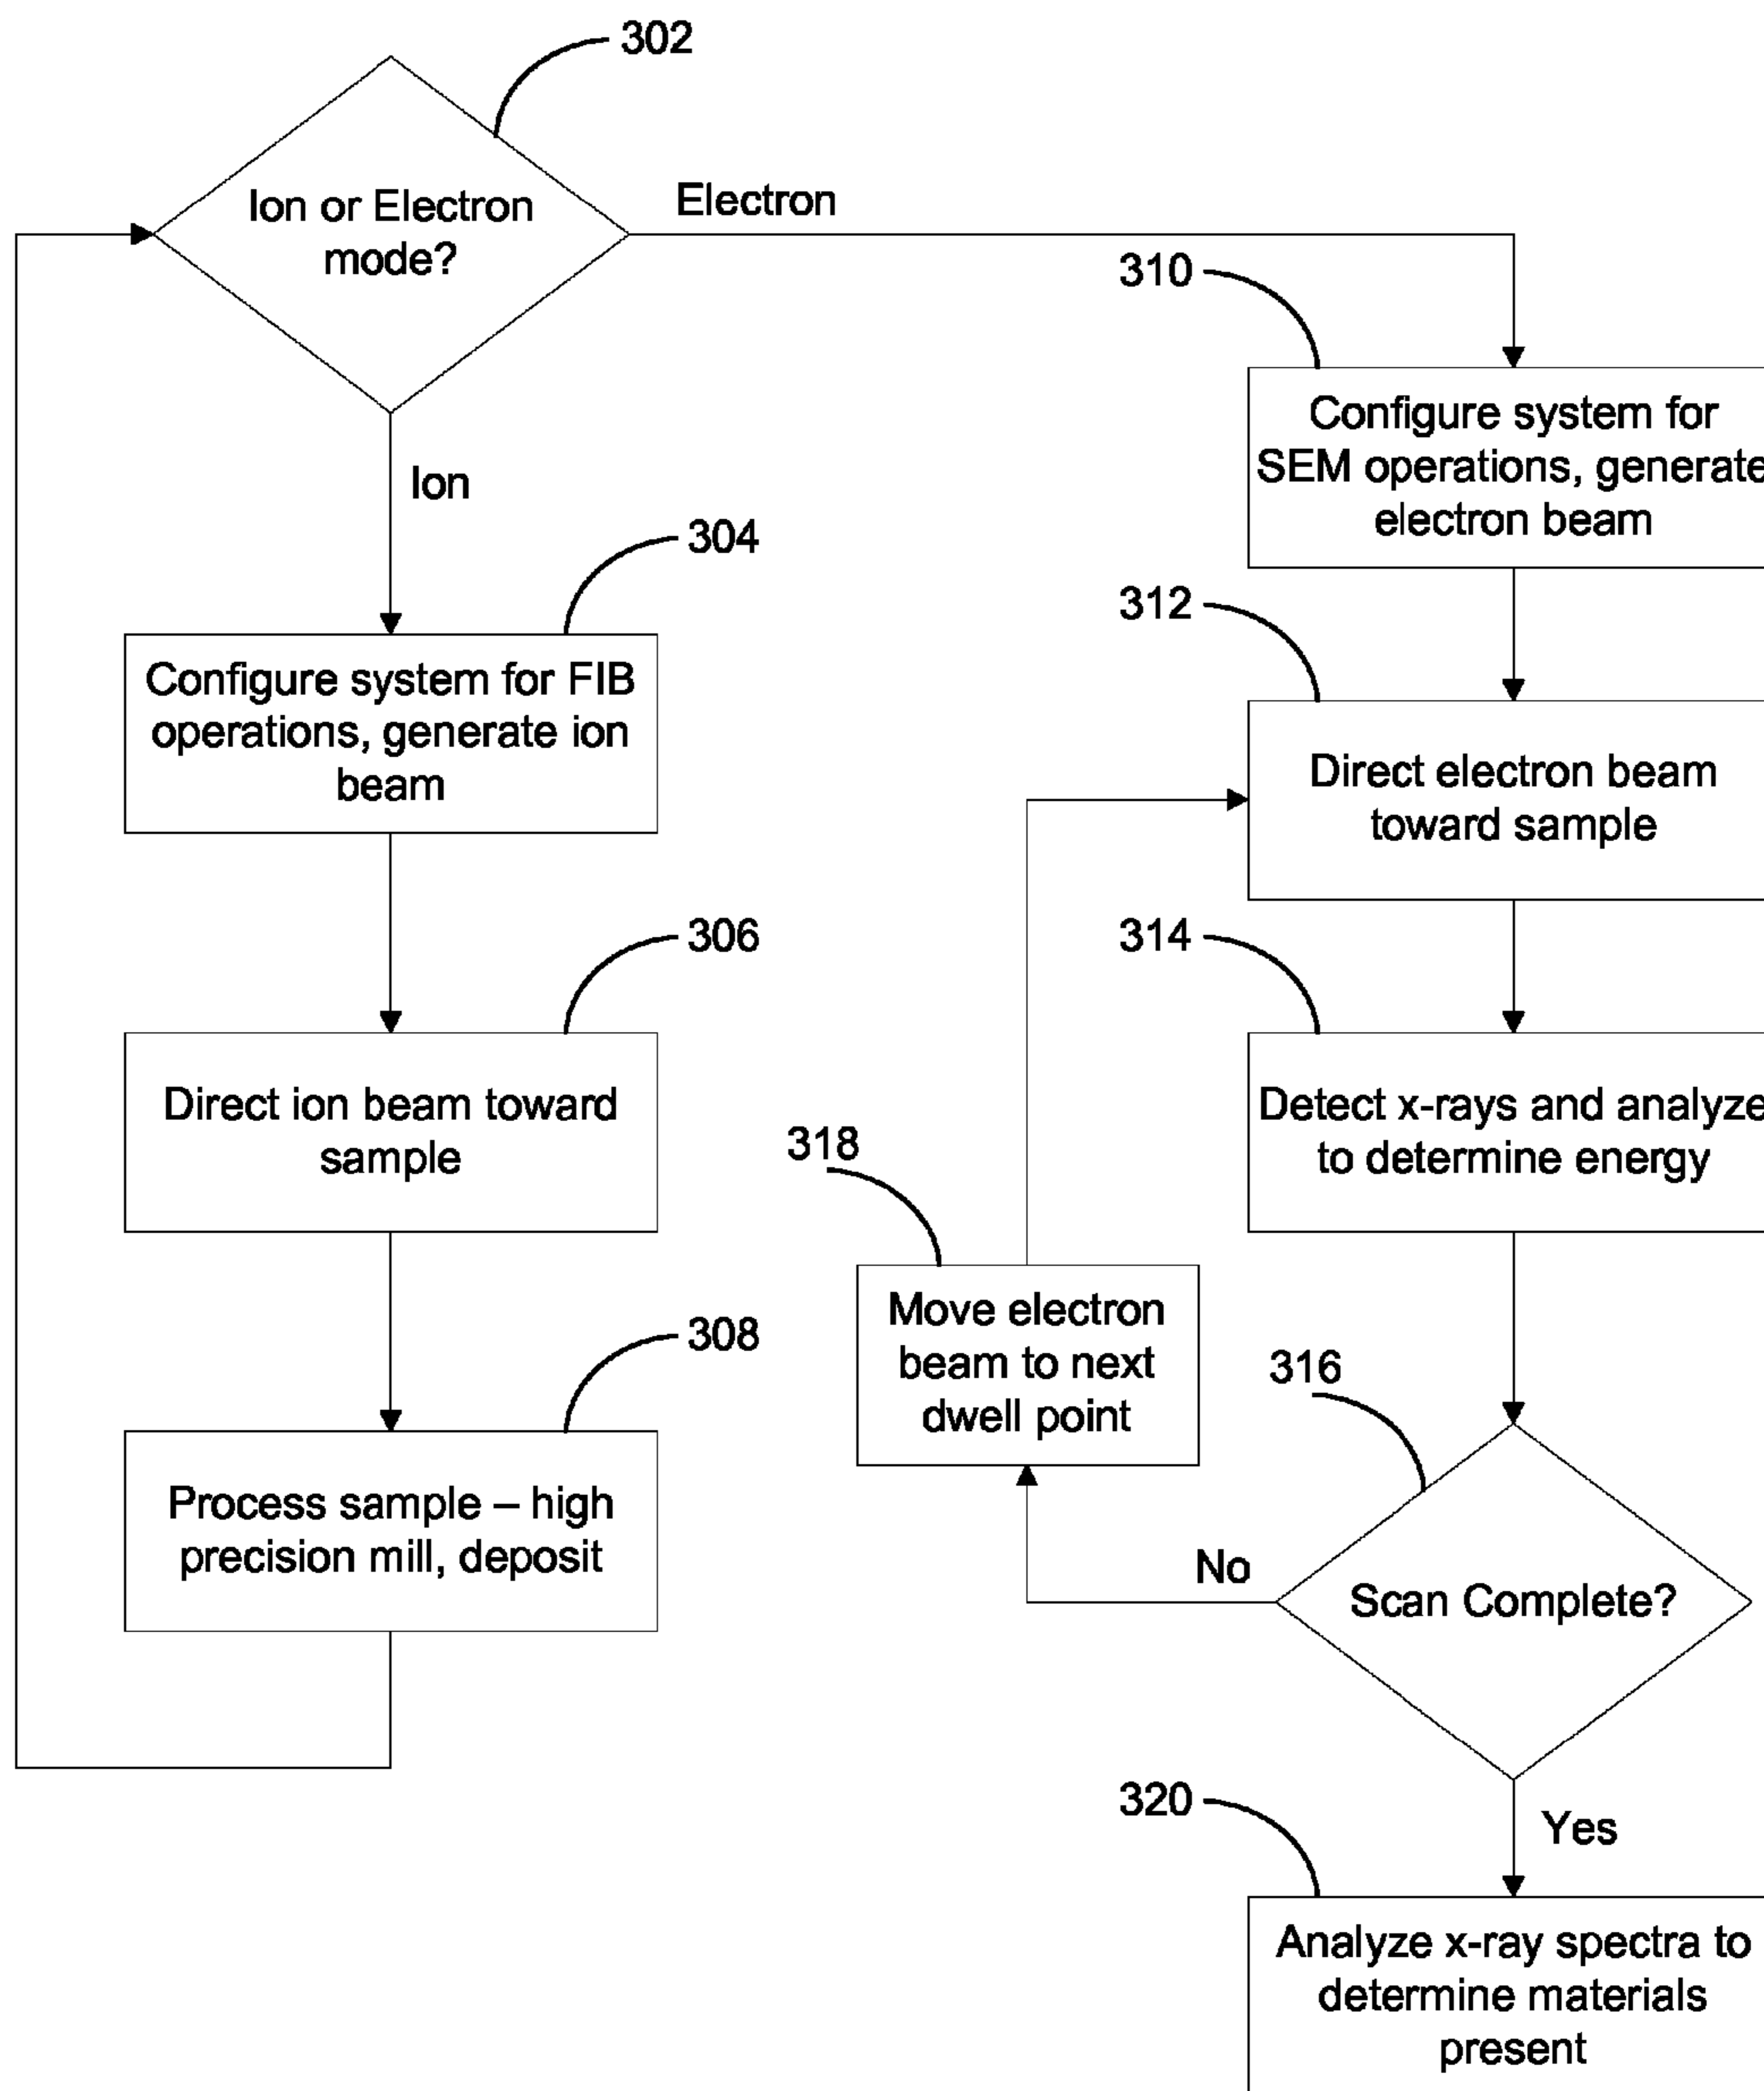 302
Ion or Electron
mode?
Electron
Ion
304
Configure system for FIB
operations, generate ion
beam
306
Direct ion beam toward
sample
308
Process sample – high
precision mill, deposit
310
Configure system for
SEM operations, generate
electron beam
312
Direct electron beam
toward sample
314
Detect x-rays and analyze
to determine energy
318
Move electron
beam to next
dwell point
316
Scan Complete?
No
Yes
320
Analyze x-ray spectra to
determine materials
present